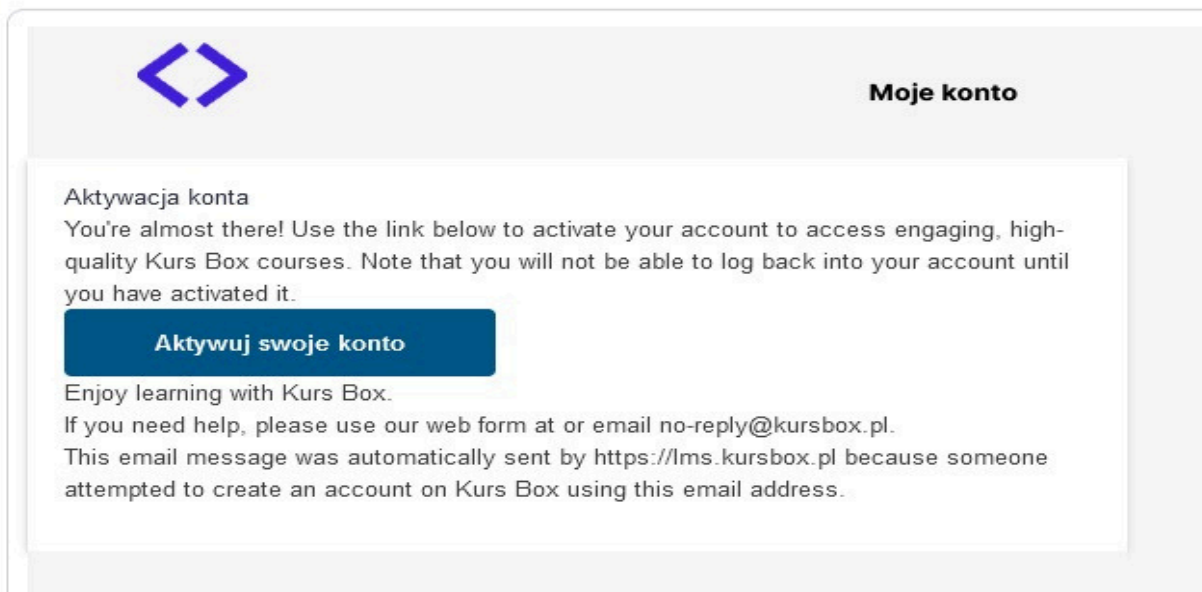 Moje konto
Aktywacja konta
You're almost there! Use the link below to activate your account to access engaging, high-
quality Kurs Box courses. Note that you will not be able to log back into your account until
you have activated it.
Aktywuj swoje konto
Enjoy learning with Kurs Box.
If you need help, please use our web form at or email no-reply@kursbox.pl.
This email message was automatically sent by https://lms.kursbox.pl because someone
attempted to create an account on Kurs Box using this email address.